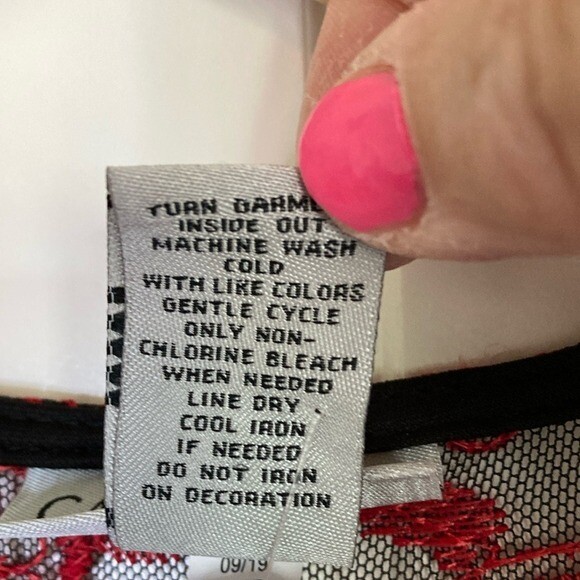 TURN GARME
INSIDE OUT
MACHINE WASH
COLD
WITH LIKE COLORS
GENTLE CYCLE
ONLY NON-
CHLORINE BLEACH
WHEN NEEDED
LINE DRY.
COOL IRON
IF NEEDED
DO NOT IRON
ON DECORATION
09/19